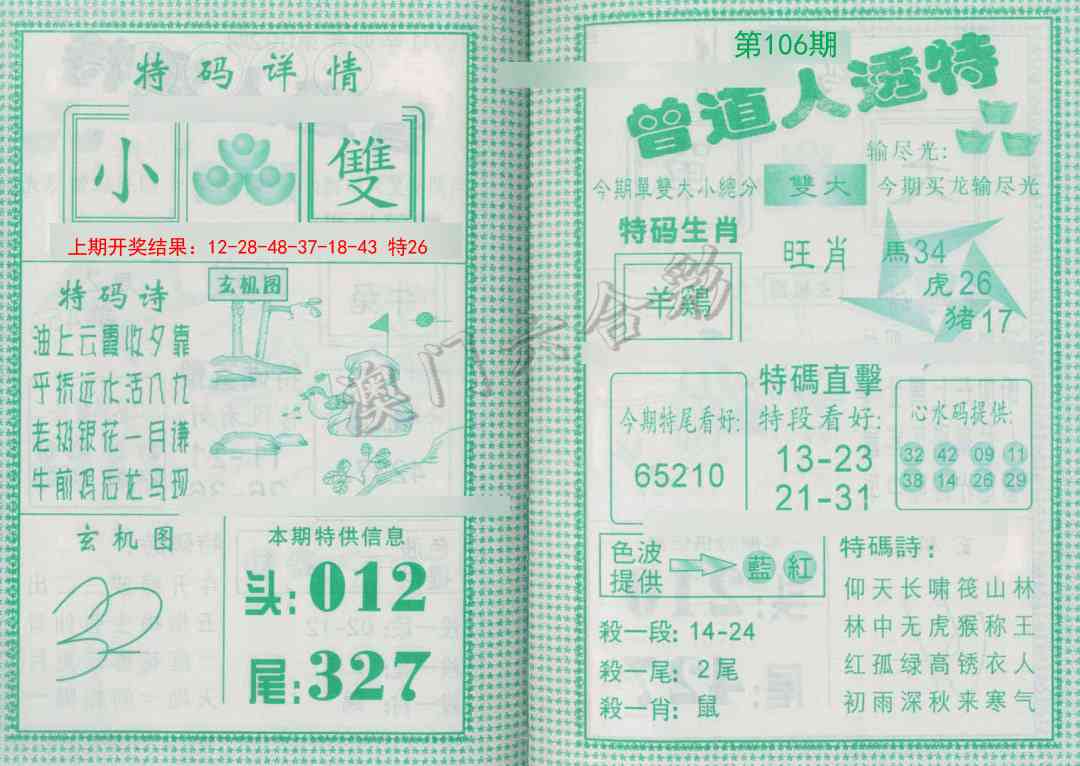 特码详情
小 雙
上期开奖结果：12-28-48-37-18-43 特26
特码诗
油上云霞收夕靠
平桥远水活八九
老奶银花一月谦
牛前鸡后龙马现
玄机图
玄机图
本期特供信息
头:012
尾:327
第106期
曾道人透特
输尽光:
今期單雙大小總分 雙大 今期买龙输尽光
特码生肖
羊鷄
旺肖
馬34
虎26
猪17
今期特尾看好:
65210
特碼直擊
特段看好:
13-23
21-31
心水码提供:
32 42 09 11
38 14 26 29
色波
提供
藍 紅
殺一段: 14-24
殺一尾: 2尾
殺一肖: 鼠
特碼詩:
仰天长啸筏山林
林中无虎猴称王
红孤绿高锈衣人
初雨深秋来寒气
澳门六合彩